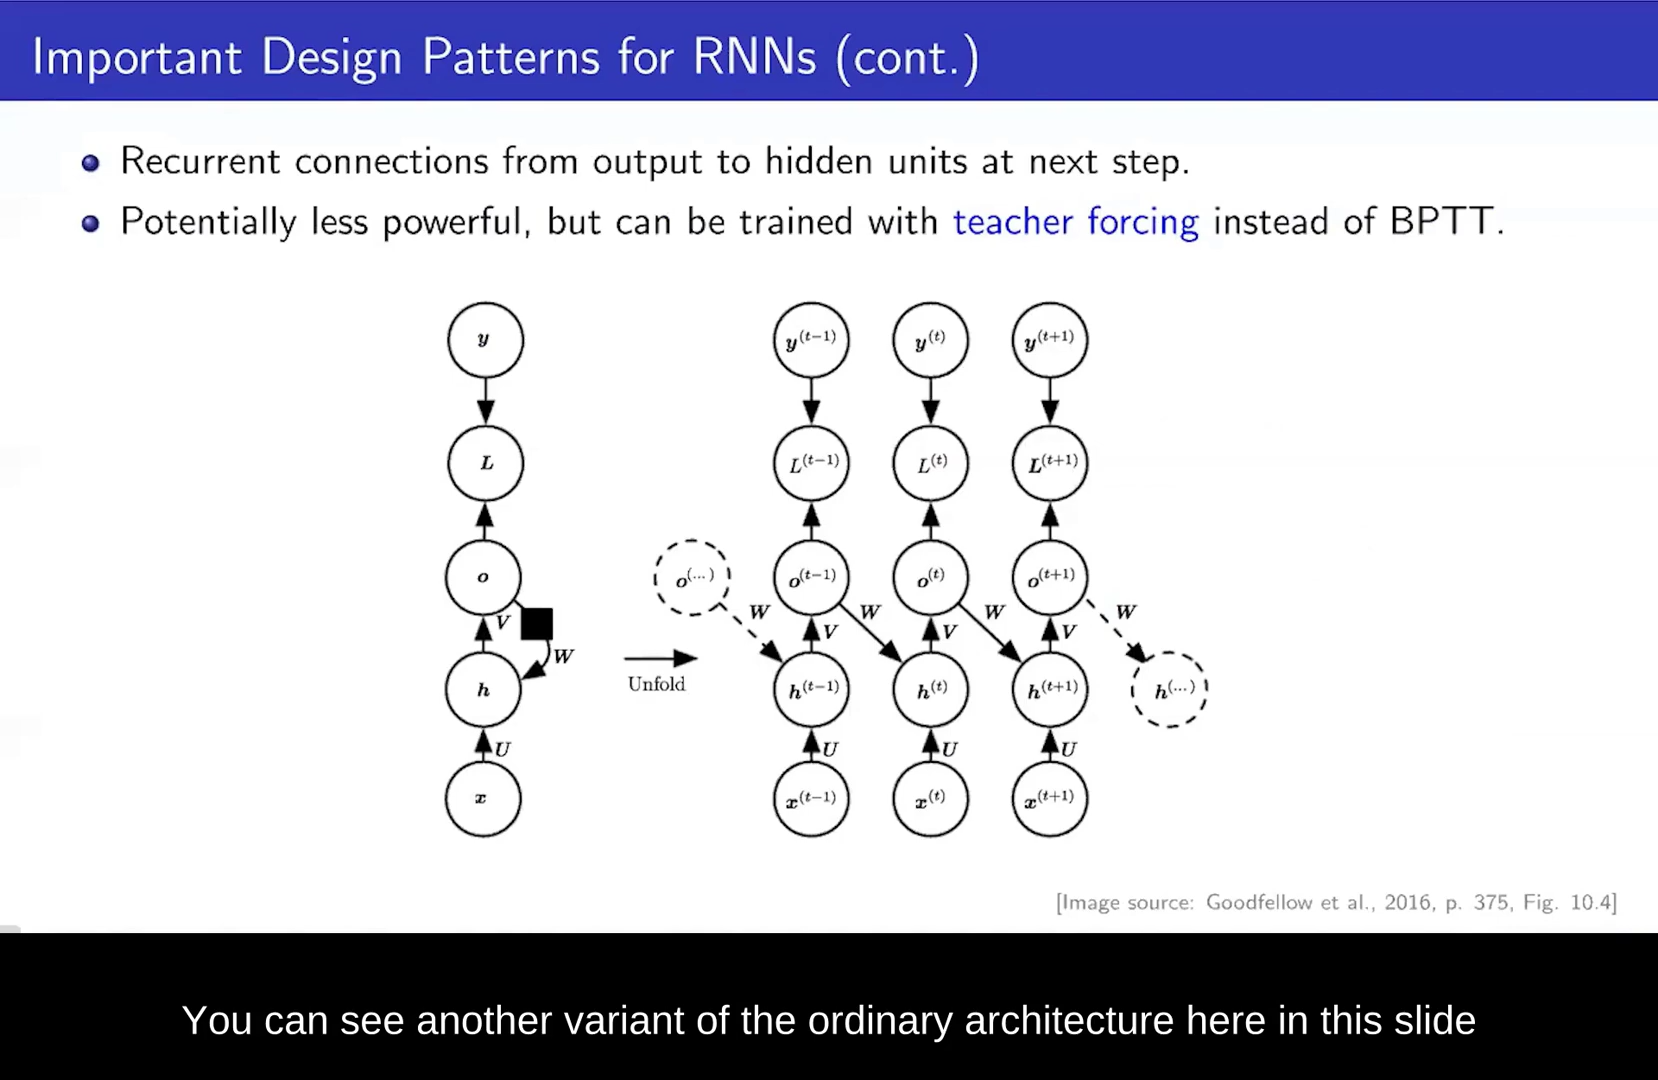 Important Design Patterns for RNNs (cont.)
Recurrent connections from output to hidden units at next step.
Potentially less powerful, but can be trained with teacher forcing instead of BPTT.
y
y(t−1) y(t) y(t+1)
L
L(t−1) L(t) L(t+1)
o
o(...) o(t−1) o(t) o(t+1)
W W W W
V V V V
W
Unfold
h
h(t−1) h(t) h(t+1) h(...)
U U U U
x
x(t−1) x(t) x(t+1)
[Image source: Goodfellow et al., 2016, p. 375, Fig. 10.4]
You can see another variant of the ordinary architecture here in this slide